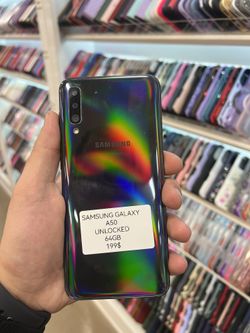 SAMSUNG
SAMSUNG GALAXY
A50
UNLOCKED
64GB
199$